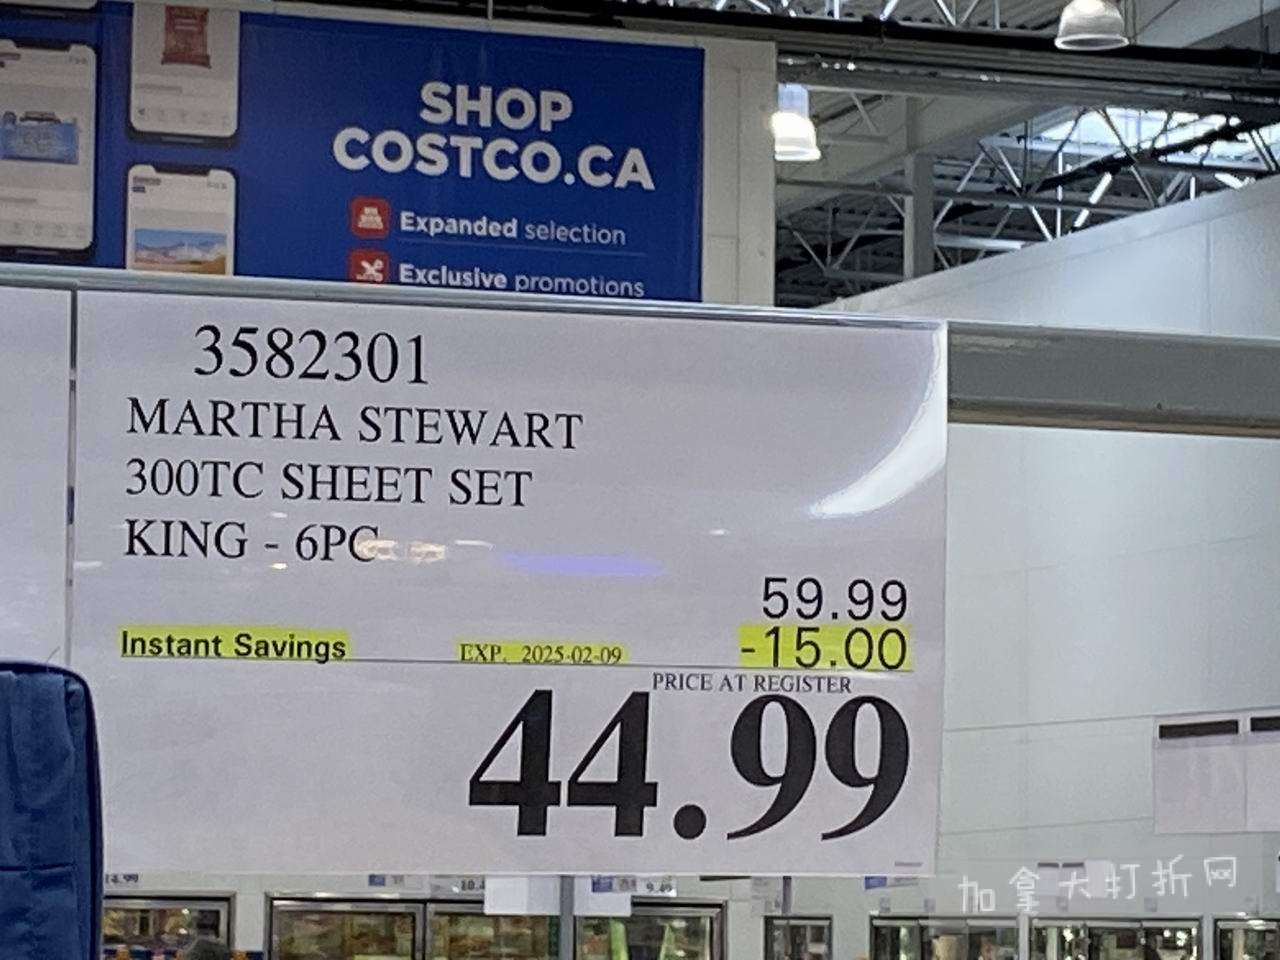 SHOP
COSTCO.CA
Expanded selection
Exclusive promotions
3582301
MARTHA STEWART
300TC SHEET SET
KING - 6PC
59.99
Instant Savings EXP. 2025-02-09 -15.00
PRICE AT REGISTER
44.99
加拿大打折网